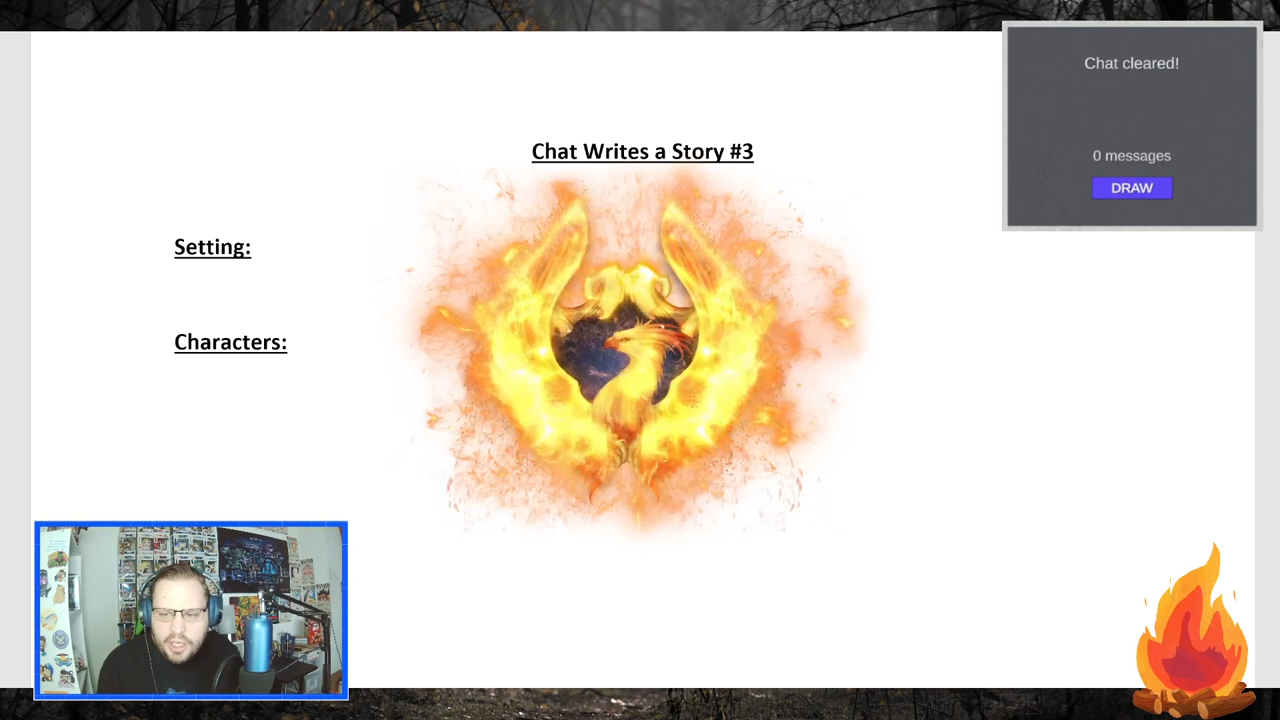 Chat Writes a Story #3
Setting:
Characters:
Chat cleared!
0 messages
DRAW